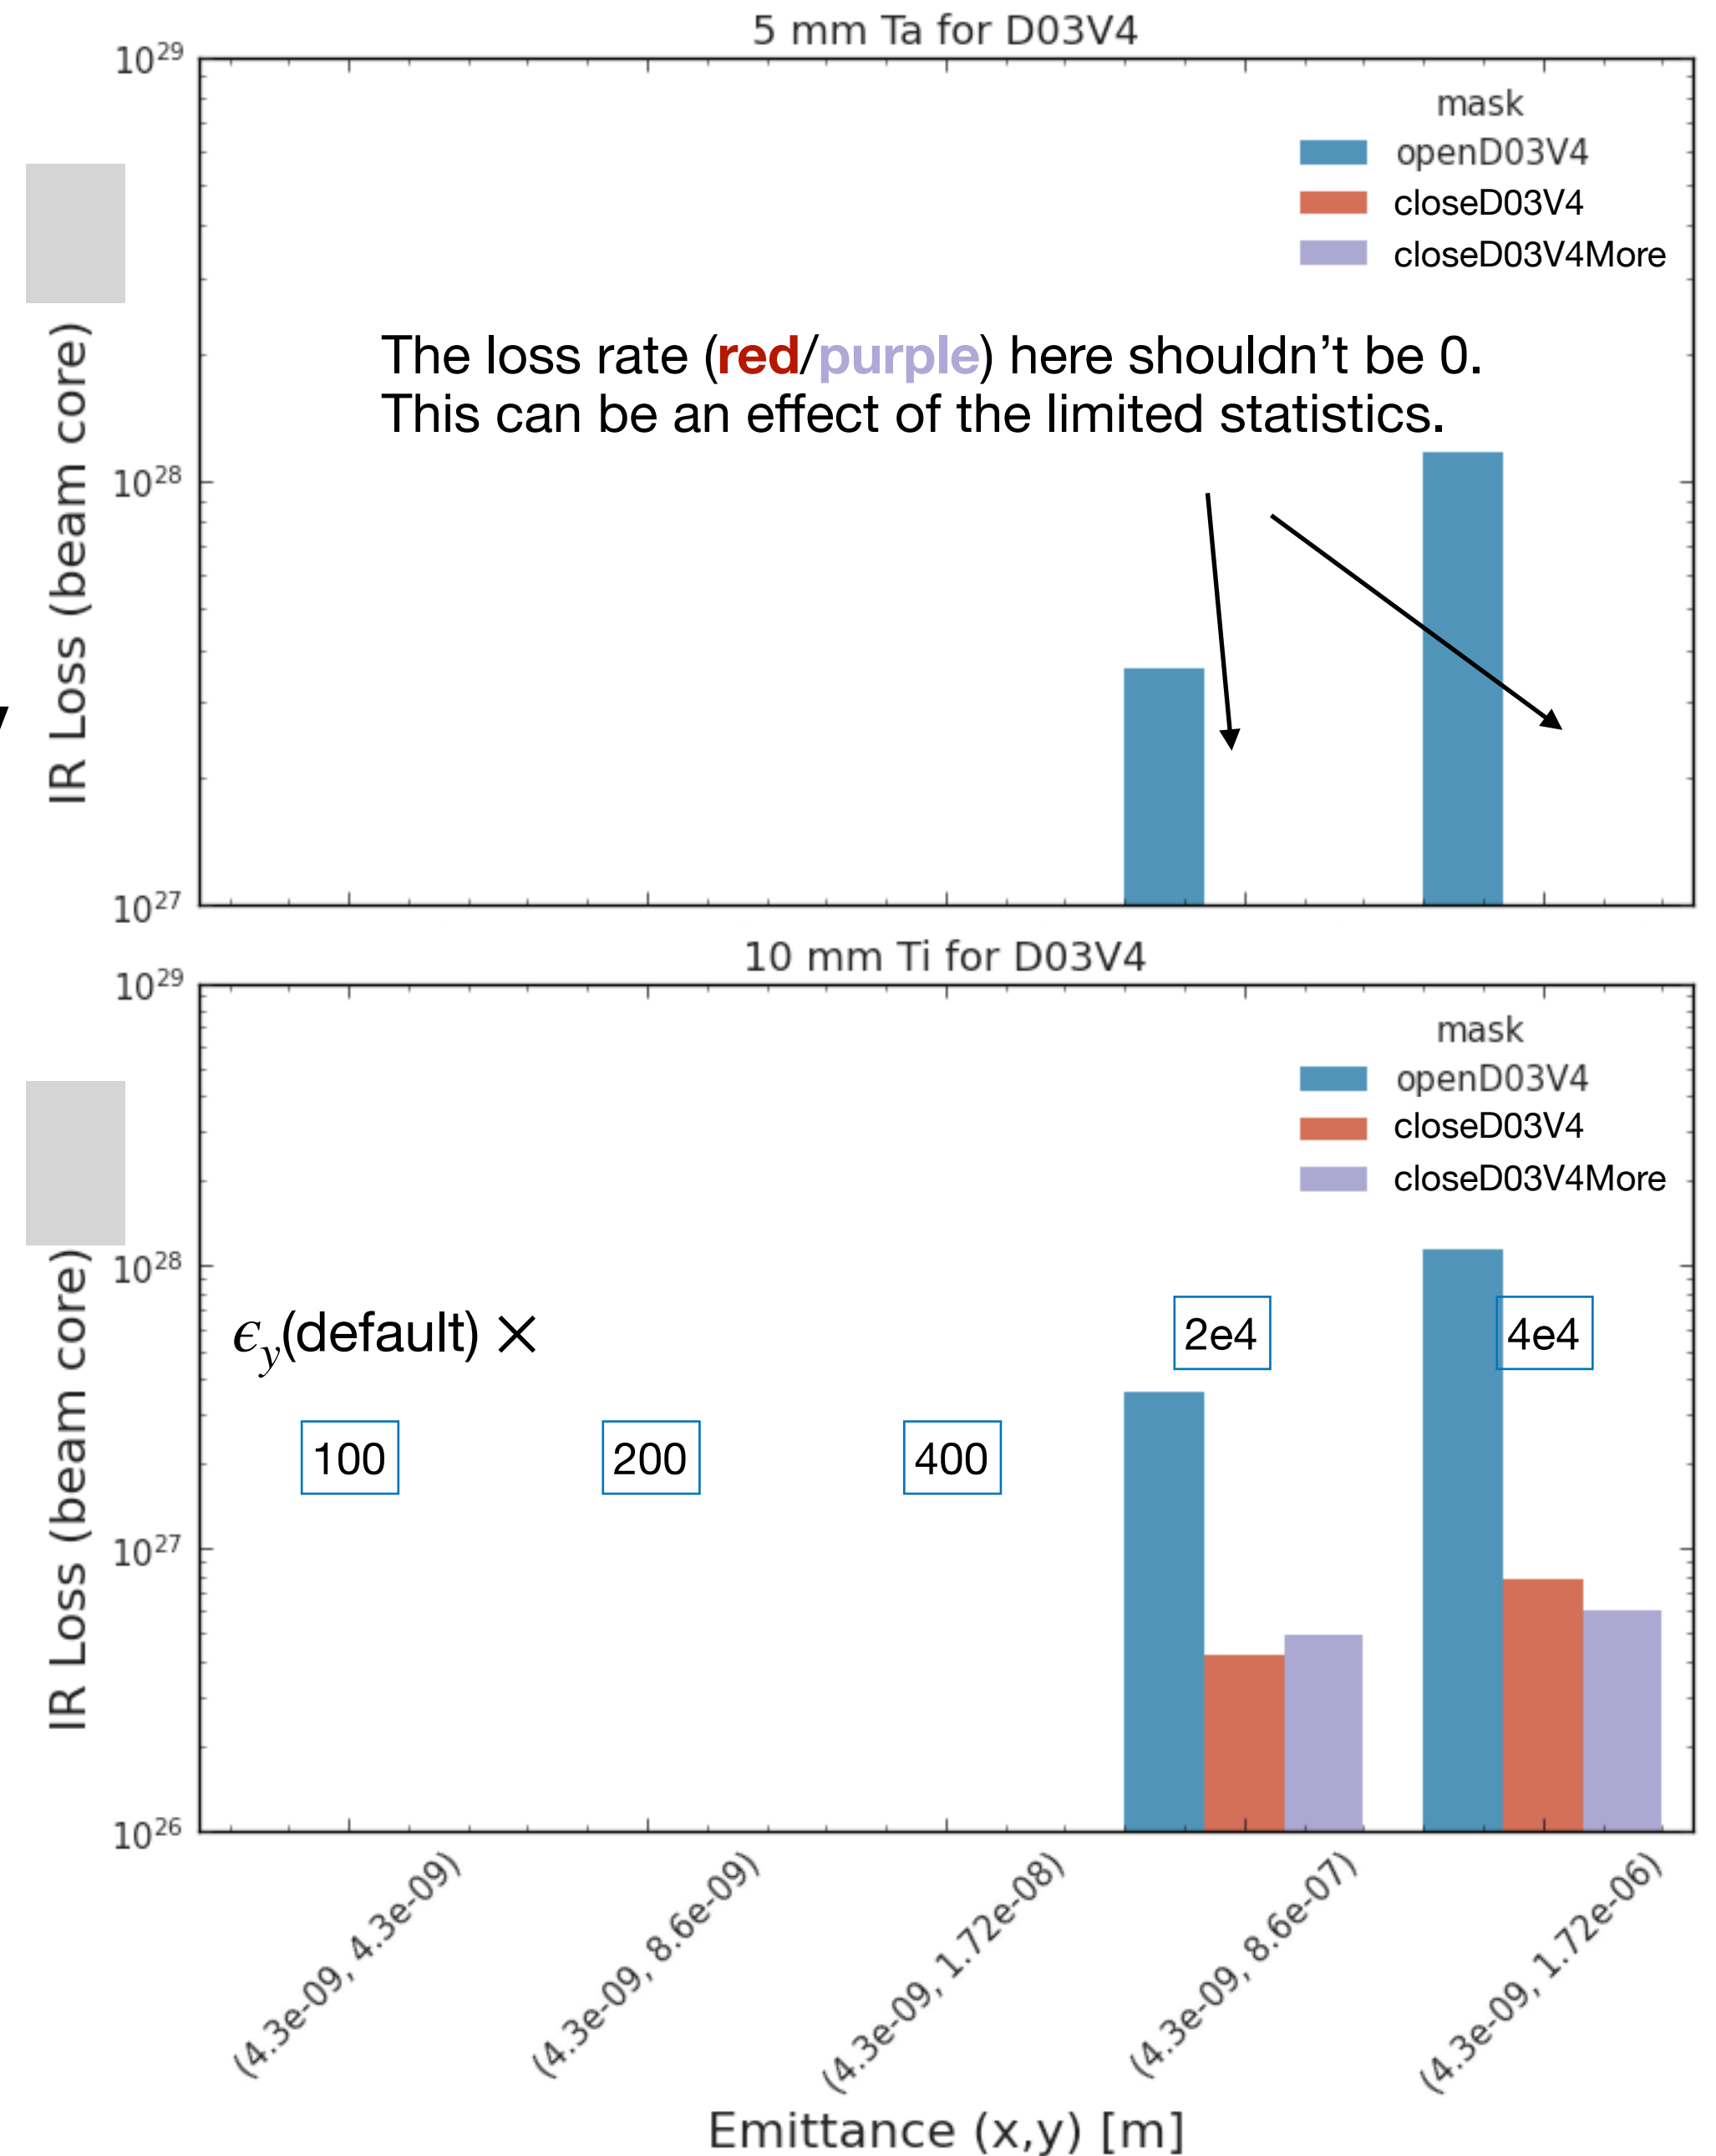 5 mm Ta for D03V4
10^29
10^28
10^27
IR Loss (beam core)
mask
openD03V4
closeD03V4
closeD03V4More
The loss rate (red/purple) here shouldn’t be 0.
This can be an effect of the limited statistics.
10 mm Ti for D03V4
10^29
10^28
10^27
10^26
IR Loss (beam core)
mask
openD03V4
closeD03V4
closeD03V4More
ϵ_y(default) ×
2e4
4e4
100
200
400
(4.3e-09, 4.3e-09)
(4.3e-09, 8.6e-09)
(4.3e-09, 1.72e-08)
(4.3e-09, 8.6e-07)
(4.3e-09, 1.72e-06)
Emittance (x,y) [m]